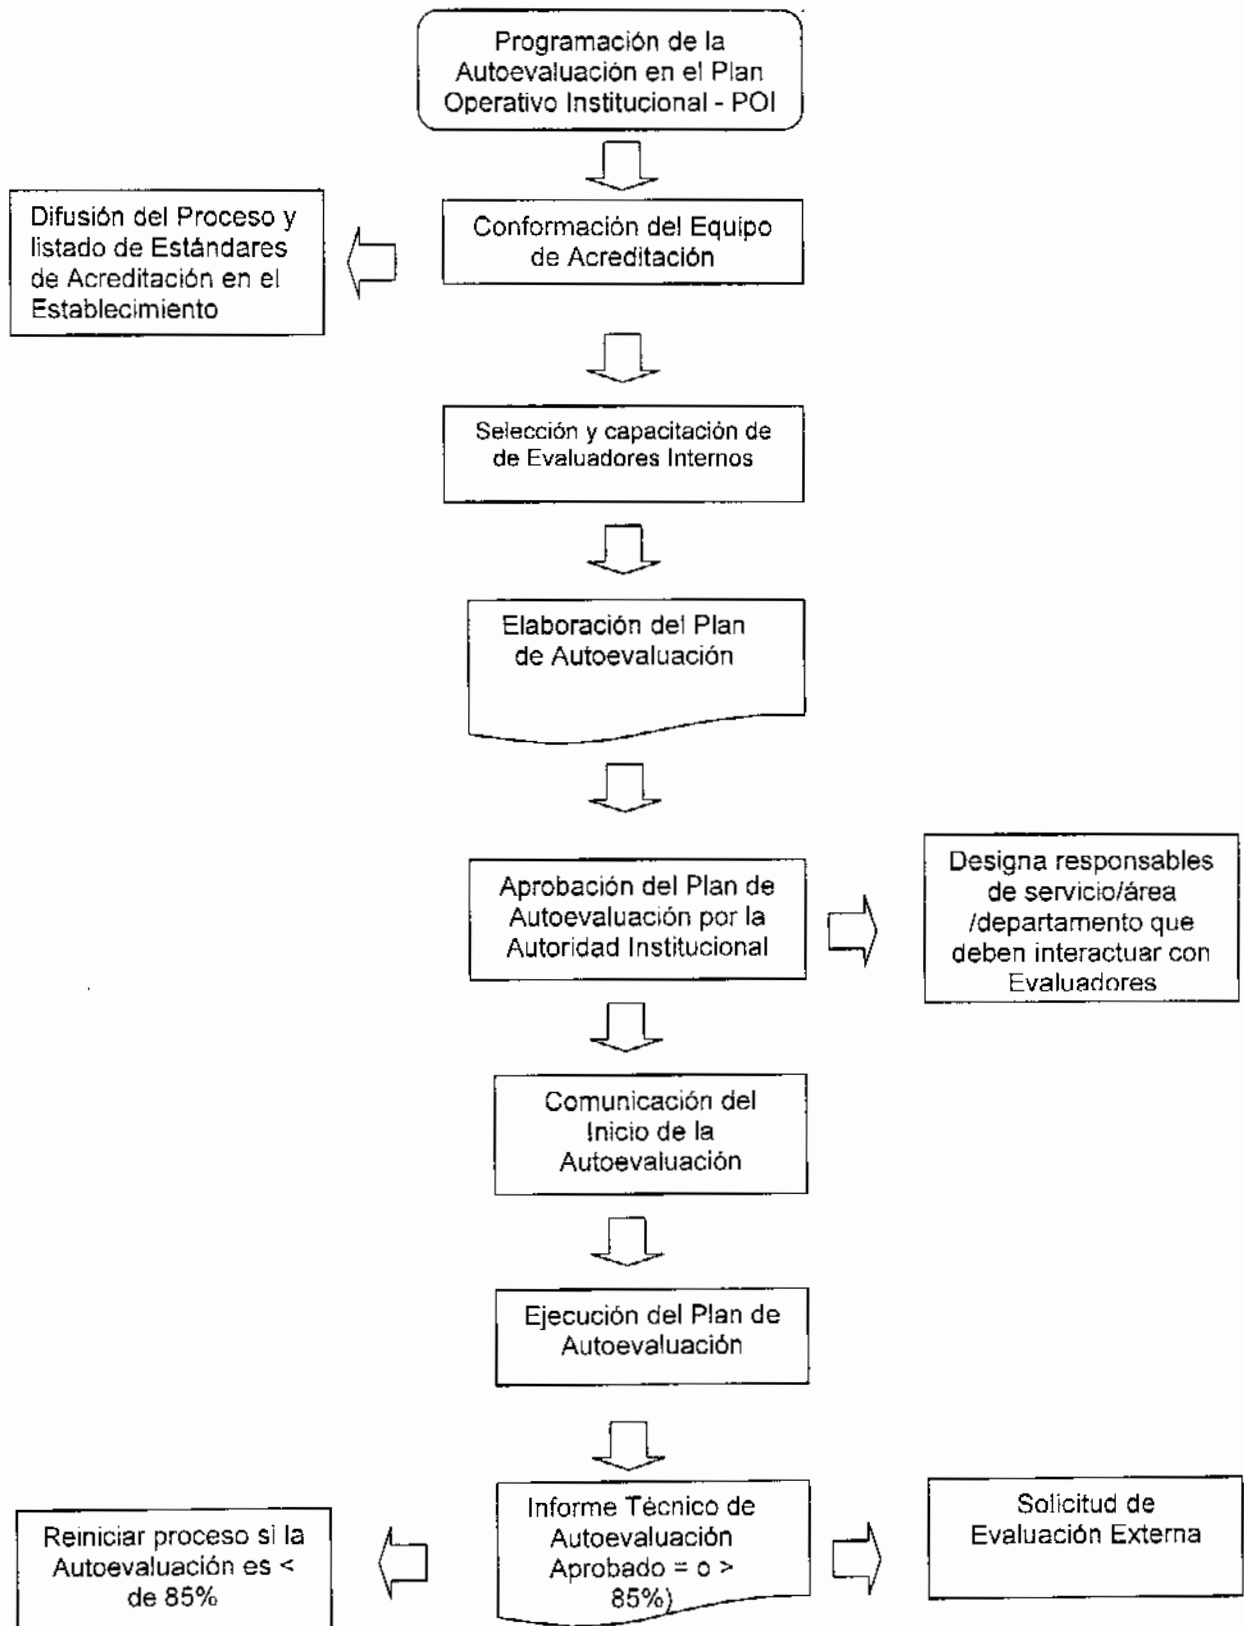 Programación de la
Autoevaluación en el Plan
Operativo Institucional - POI
Difusión del Proceso y
listado de Estándares
de Acreditación en el
Establecimiento
Conformación del Equipo
de Acreditación
Selección y capacitación de
de Evaluadores Internos
Elaboración del Plan
de Autoevaluación
Aprobación del Plan de
Autoevaluación por la
Autoridad Institucional
Designa responsables
de servicio/área
/departamento que
deben interactuar con
Evaluadores
Comunicación del
Inicio de la
Autoevaluación
Ejecución del Plan de
Autoevaluación
Reiniciar proceso si la
Autoevaluación es <
de 85%
Informe Técnico de
Autoevaluación
Aprobado = o >
85%)
Solicitud de
Evaluación Externa